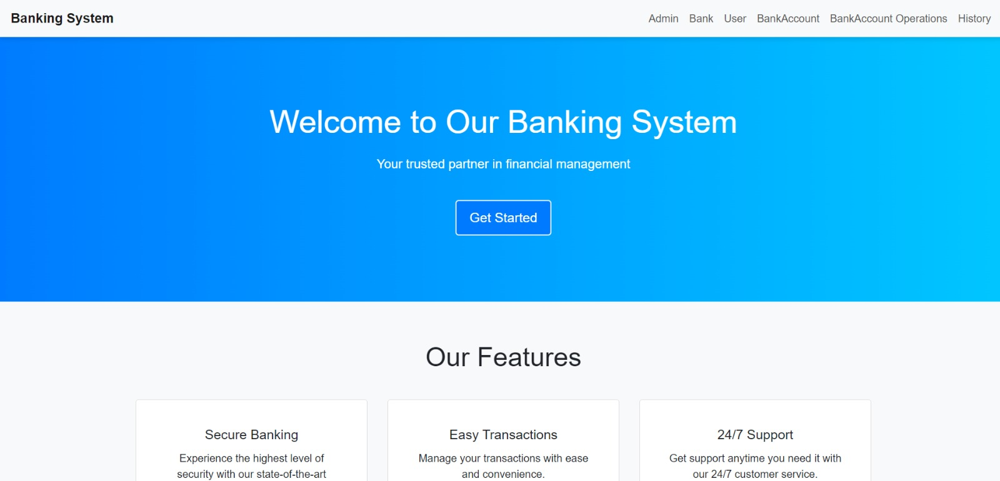 Banking System
Admin Bank User BankAccount BankAccount Operations History
Welcome to Our Banking System
Your trusted partner in financial management
Get Started
Our Features
Secure Banking
Experience the highest level of
security with our state-of-the-art
Easy Transactions
Manage your transactions with ease
and convenience.
24/7 Support
Get support anytime you need it with
our 24/7 customer service.